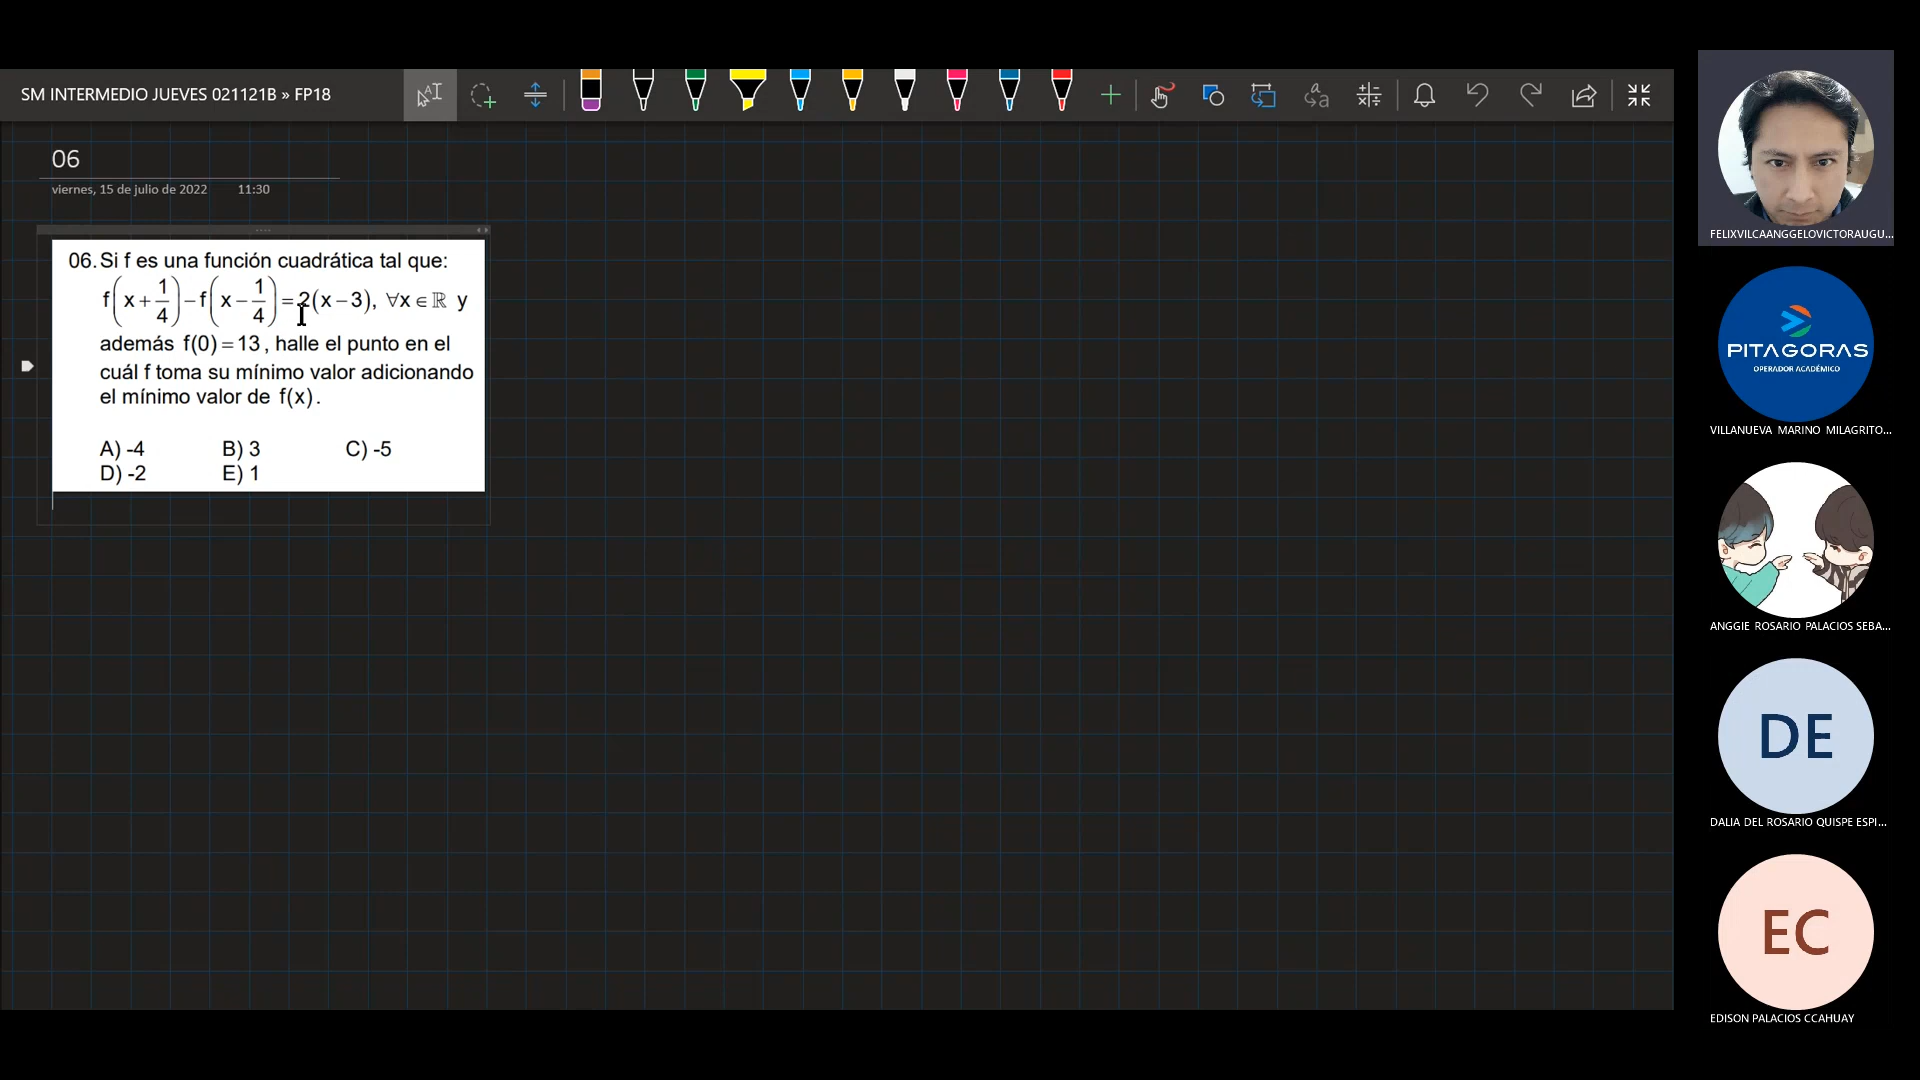 SM INTERMEDIO JUEVES 021121B » FP18
06
viernes, 15 de julio de 2022 11:30
06. Si f es una función cuadrática tal que:
f(x+1/4)−f(x−1/4)=2(x−3), ∀x∈ℝ y
además f(0)=13, halle el punto en el
cuál f toma su mínimo valor adicionando
el mínimo valor de f(x).
A) -4 B) 3 C) -5
D) -2 E) 1
FELIXVILCAANGGELOVICTORAUGU...
PITAGORAS
OPERADOR ACADÉMICO
VILLANUEVA MARINO MILAGRITO...
ANGGIE ROSARIO PALACIOS SEBA...
DE
DALIA DEL ROSARIO QUISPE ESPI...
EC
EDISON PALACIOS CCAHUAY